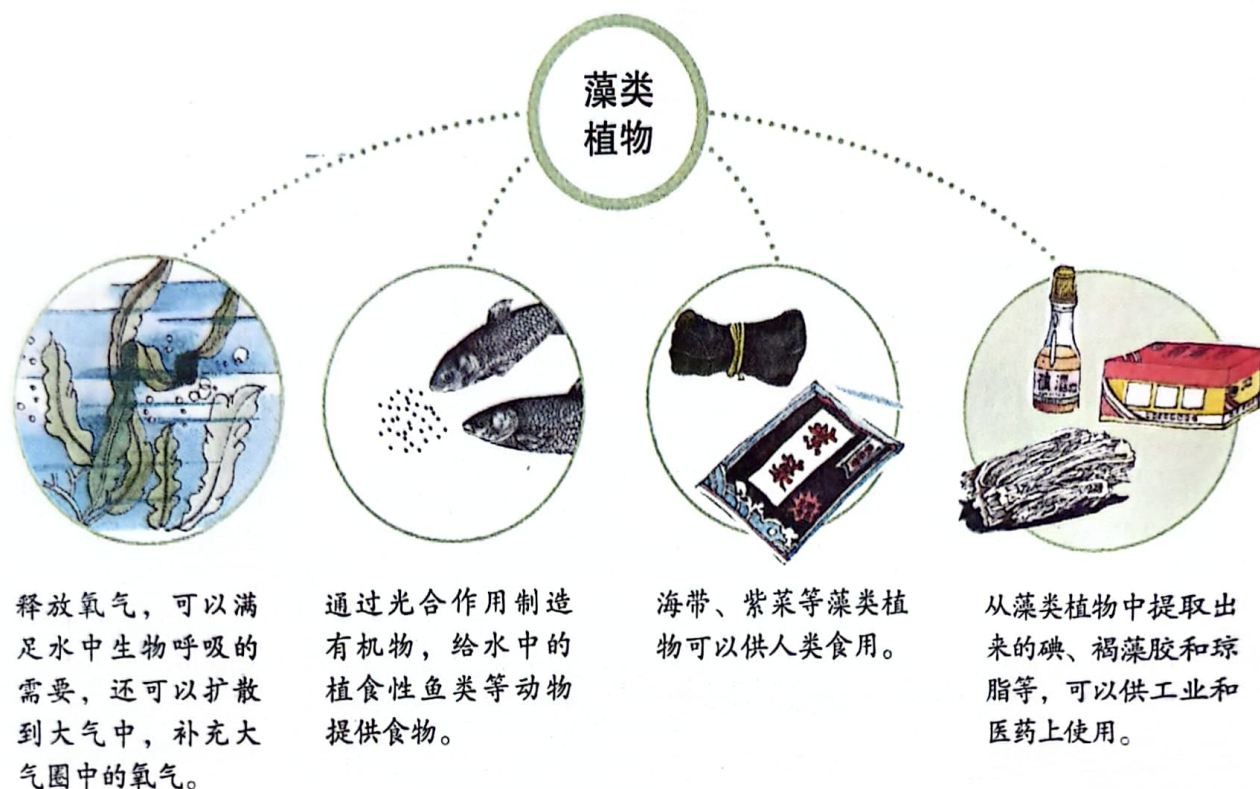 藻类
植物
碘酒
释放氧气，可以满
足水中生物呼吸的
需要，还可以扩散
到大气中，补充大
气圈中的氧气。
通过光合作用制造
有机物，给水中的
植食性鱼类等动物
提供食物。
海带、紫菜等藻类植
物可以供人类食用。
从藻类植物中提取出
来的碘、褐藻胶和琼
脂等，可以供工业和
医药上使用。